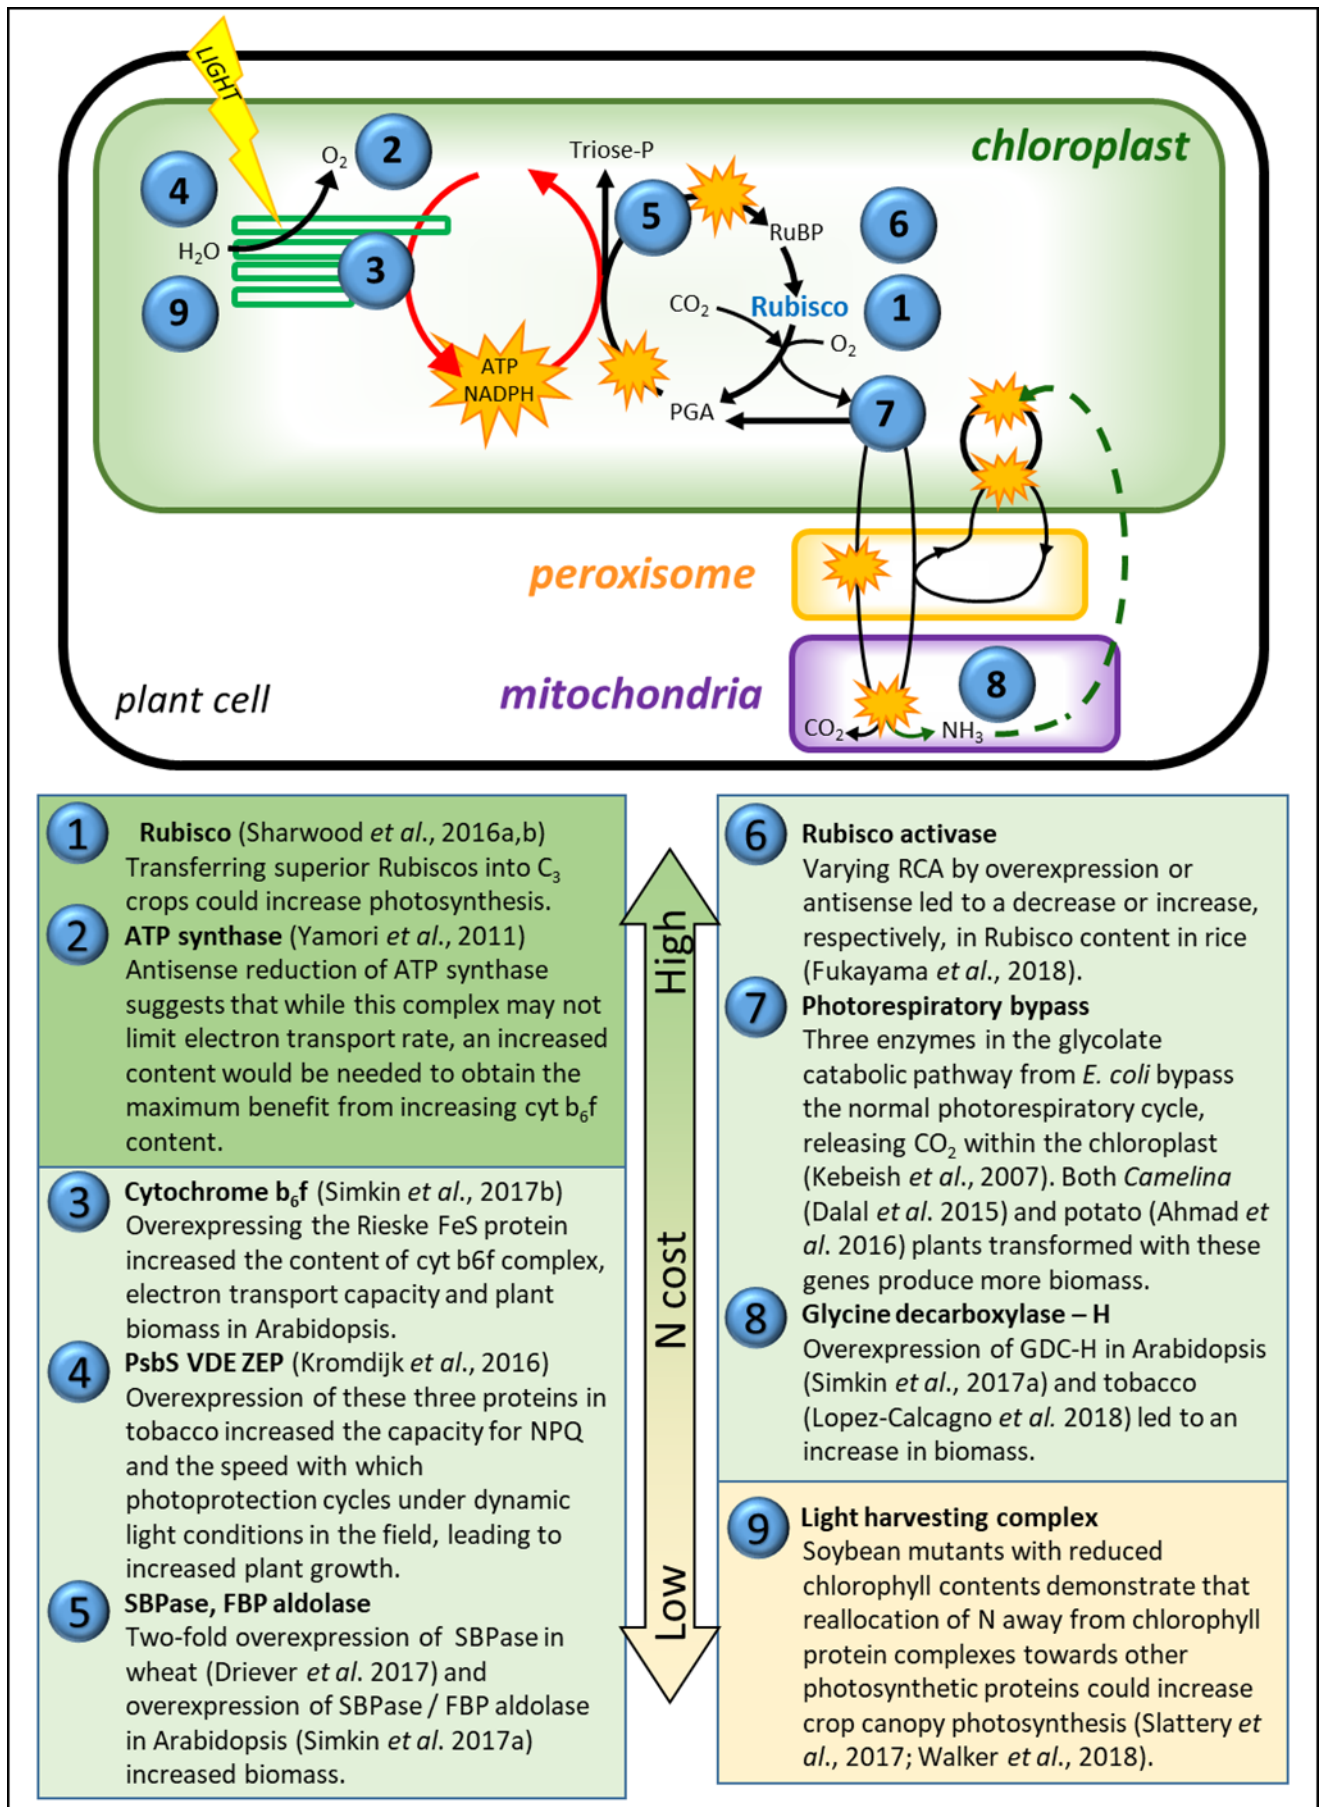 LIGHT
chloroplast
4
O₂
2
H₂O
3
9
Triose-P
5
RuBP
6
CO₂
Rubisco
1
O₂
ATP
NADPH
PGA
7
peroxisome
mitochondria
8
CO₂
NH₃
plant cell
1
Rubisco (Sharwood et al., 2016a,b)
Transferring superior Rubiscos into C₃
crops could increase photosynthesis.
2
ATP synthase (Yamori et al., 2011)
Antisense reduction of ATP synthase
suggests that while this complex may not
limit electron transport rate, an increased
content would be needed to obtain the
maximum benefit from increasing cyt b₆f
content.
3
Cytochrome b₆f (Simkin et al., 2017b)
Overexpressing the Rieske FeS protein
increased the content of cyt b6f complex,
electron transport capacity and plant
biomass in Arabidopsis.
4
PsbS VDE ZEP (Kromdijk et al., 2016)
Overexpression of these three proteins in
tobacco increased the capacity for NPQ
and the speed with which
photoprotection cycles under dynamic
light conditions in the field, leading to
increased plant growth.
5
SBPase, FBP aldolase
Two-fold overexpression of SBPase in
wheat (Driever et al. 2017) and
overexpression of SBPase / FBP aldolase
in Arabidopsis (Simkin et al. 2017a)
increased biomass.
High
N cost
Low
6
Rubisco activase
Varying RCA by overexpression or
antisense led to a decrease or increase,
respectively, in Rubisco content in rice
(Fukayama et al., 2018).
7
Photorespiratory bypass
Three enzymes in the glycolate
catabolic pathway from E. coli bypass
the normal photorespiratory cycle,
releasing CO₂ within the chloroplast
(Kebeish et al., 2007). Both Camelina
(Dalal et al. 2015) and potato (Ahmad et
al. 2016) plants transformed with these
genes produce more biomass.
8
Glycine decarboxylase – H
Overexpression of GDC-H in Arabidopsis
(Simkin et al., 2017a) and tobacco
(Lopez-Calcagno et al. 2018) led to an
increase in biomass.
9
Light harvesting complex
Soybean mutants with reduced
chlorophyll contents demonstrate that
reallocation of N away from chlorophyll
protein complexes towards other
photosynthetic proteins could increase
crop canopy photosynthesis (Slattery et
al., 2017; Walker et al., 2018).